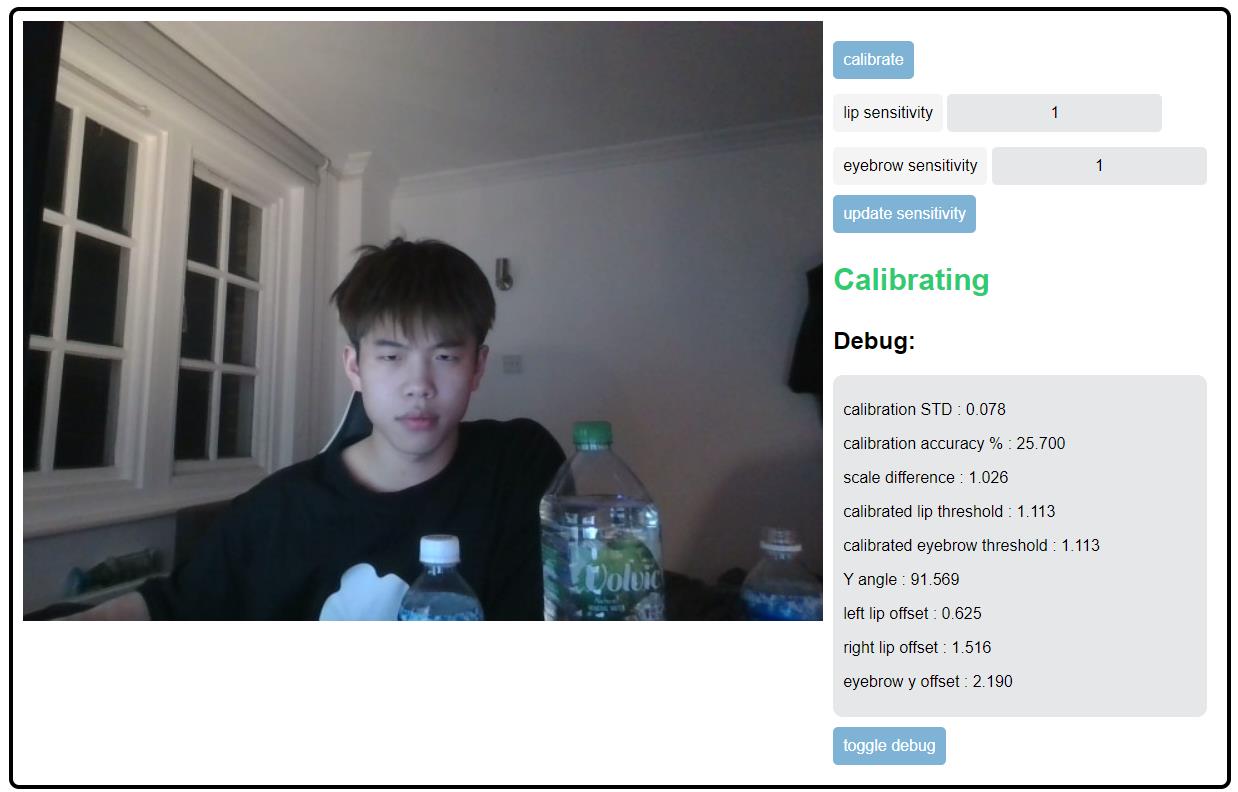 calibrate
lip sensitivity 1
eyebrow sensitivity 1
update sensitivity
Calibrating
Debug:
calibration STD : 0.078
calibration accuracy % : 25.700
scale difference : 1.026
calibrated lip threshold : 1.113
calibrated eyebrow threshold : 1.113
Y angle : 91.569
left lip offset : 0.625
right lip offset : 1.516
eyebrow y offset : 2.190
toggle debug
Volvic